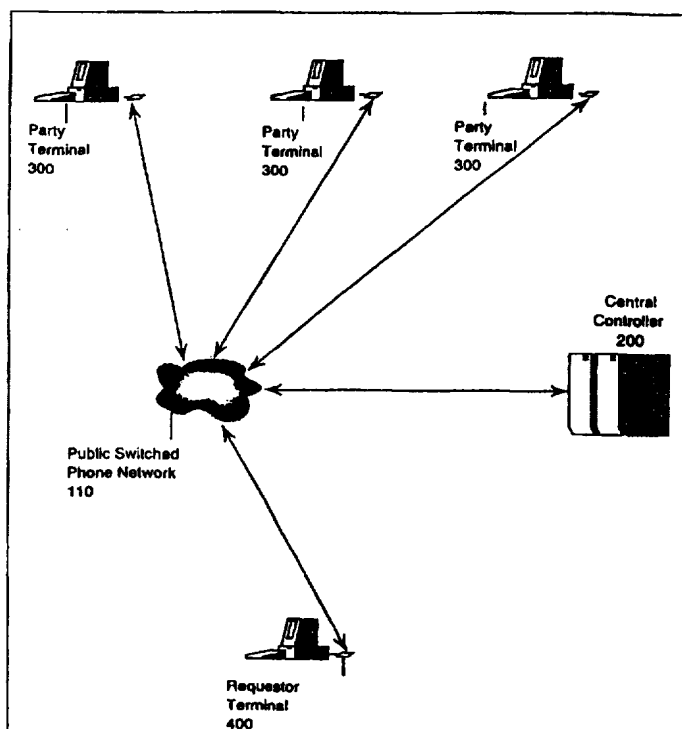 Party
Terminal
300
Party
Terminal
300
Party
Terminal
300
Central
Controller
200
Public Switched
Phone Network
110
Requestor
Terminal
400